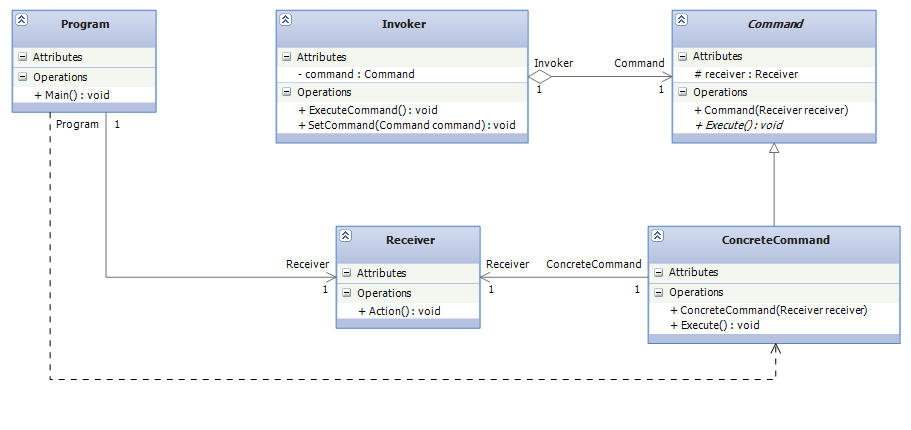 Program
Attributes
Operations
+ Main() : void
Invoker
Attributes
- command : Command
Operations
+ ExecuteCommand() : void
+ SetCommand(Command command) : void
Invoker
1
Command
1
Command
Attributes
# receiver : Receiver
Operations
+ Command(Receiver receiver)
+ Execute() : void
Program
1
Receiver
1
Receiver
Attributes
Operations
+ Action() : void
Receiver
1
ConcreteCommand
1
ConcreteCommand
Attributes
Operations
+ ConcreteCommand(Receiver receiver)
+ Execute() : void